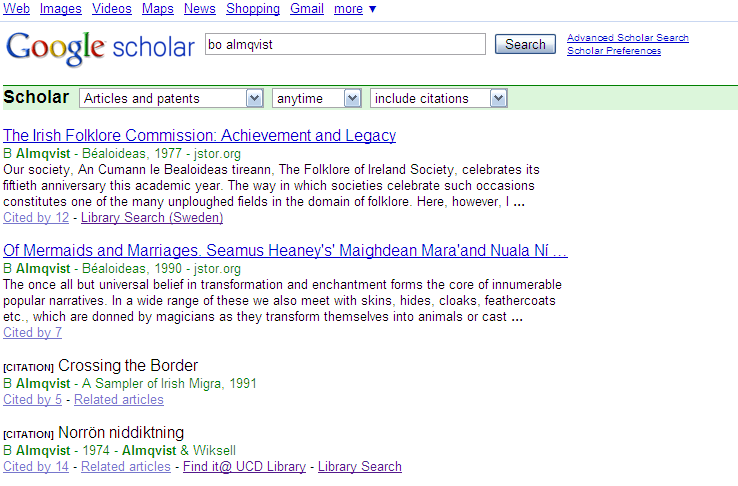 Web Images Videos Maps News Shopping Gmail more ▼
Google scholar bo almqvist Search Advanced Scholar Search
Scholar Preferences
Scholar Articles and patents anytime include citations
The Irish Folklore Commission: Achievement and Legacy
B Almqvist - Béaloideas, 1977 - jstor.org
Our society, An Cumann le Bealoideas tireann, The Folklore of Ireland Society, celebrates its
fiftieth anniversary this academic year. The way in which societies celebrate such occasions
constitutes one of the many unploughed fields in the domain of folklore. Here, however, I ...
Cited by 12 - Library Search (Sweden)
Of Mermaids and Marriages. Seamus Heaney's' Maighdean Mara'and Nuala Ní ...
B Almqvist - Béaloideas, 1990 - jstor.org
The once all but universal belief in transformation and enchantment forms the core of innumerable
popular narratives. In a wide range of these we also meet with skins, hides, cloaks, feathercoats
etc., which are donned by magicians as they transform themselves into animals or cast ...
Cited by 7
[CITATION] Crossing the Border
B Almqvist - A Sampler of Irish Migra, 1991
Cited by 5 - Related articles
[CITATION] Norrön niddiktning
B Almqvist - 1974 - Almqvist & Wiksell
Cited by 14 - Related articles - Find it@ UCD Library - Library Search